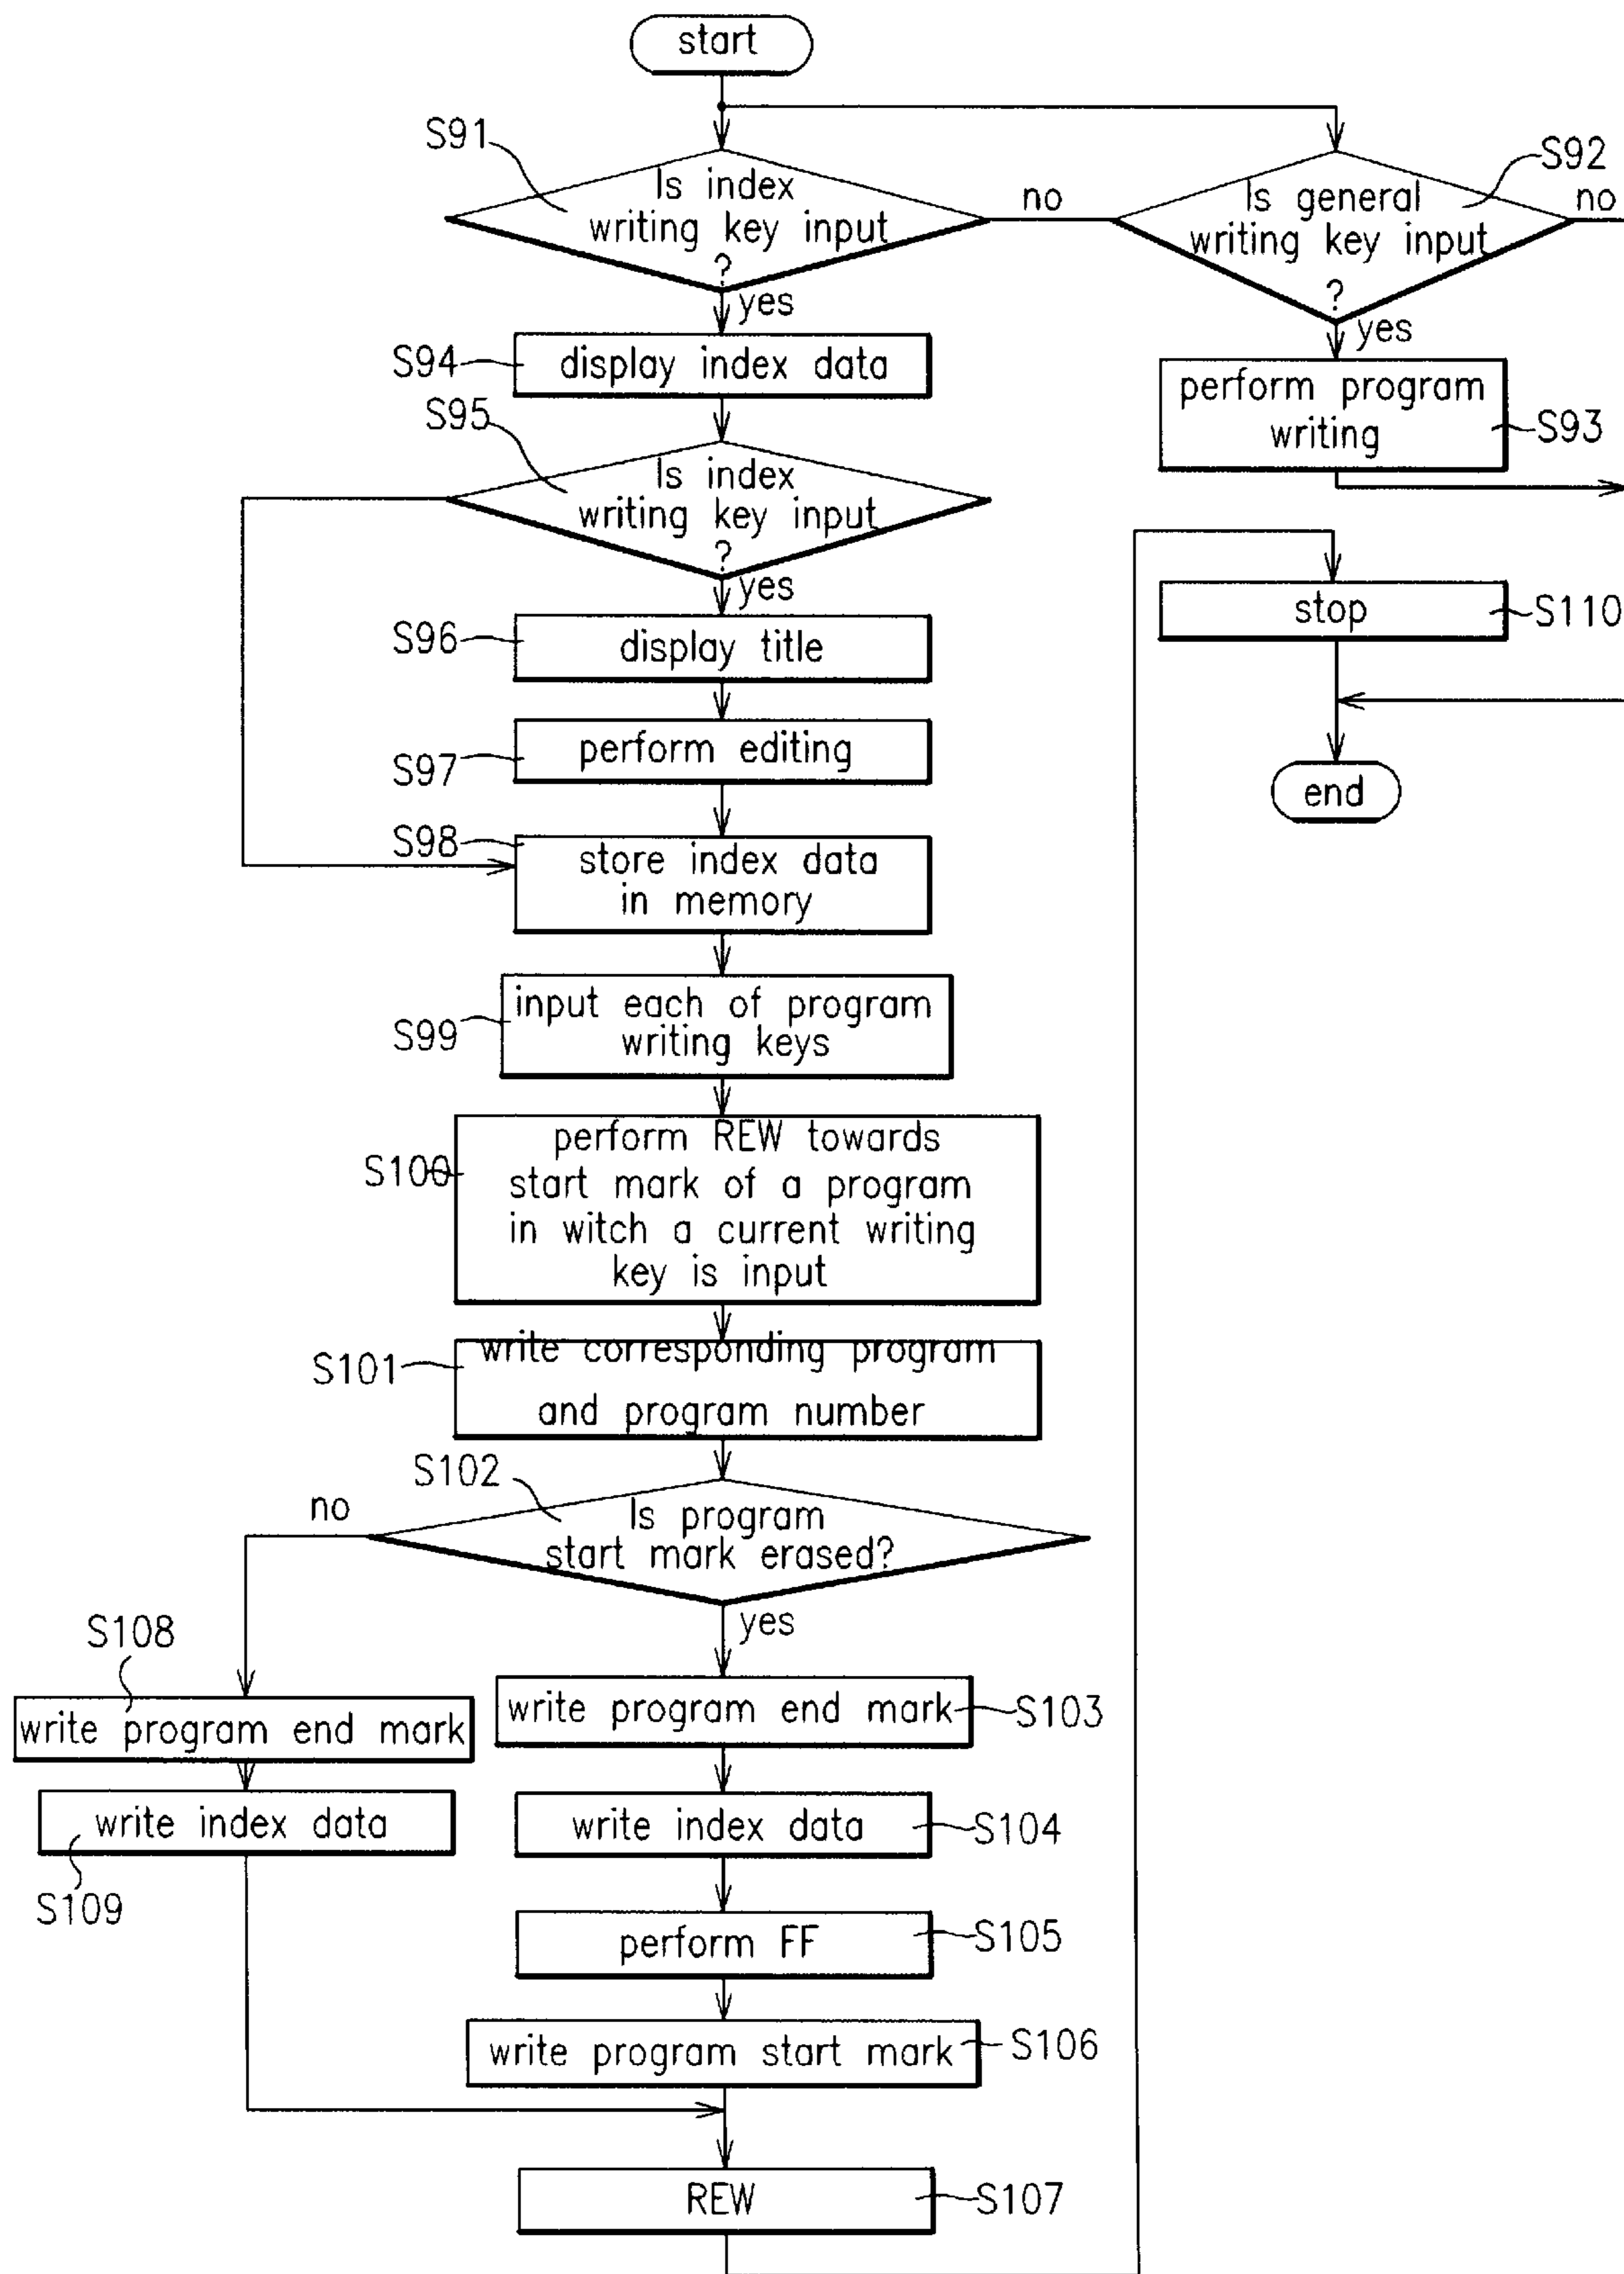 start
S91
Is index
writing key input
?
no
yes
S92
Is general
writing key input
?
no
yes
S94
display index data
perform program
writing
S93
S95
Is index
writing key input
?
yes
S96
display title
stop
S110
S97
perform editing
end
S98
store index data
in memory
S99
input each of program
writing keys
S100
perform REW towards
start mark of a program
in witch a current writing
key is input
S101
write corresponding program
and program number
S102
Is program
start mark erased?
no
yes
S108
write program end mark
write program end mark
S103
write index data
S109
write index data
S104
perform FF
S105
write program start mark
S106
REW
S107